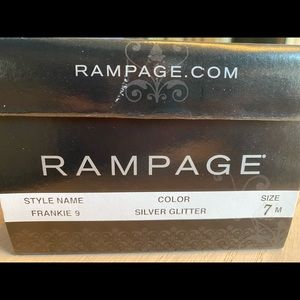 RAMPAGE.COM
RAMPAGE®
STYLE NAME COLOR SIZE
FRANKIE 9 SILVER GLITTER 7 M